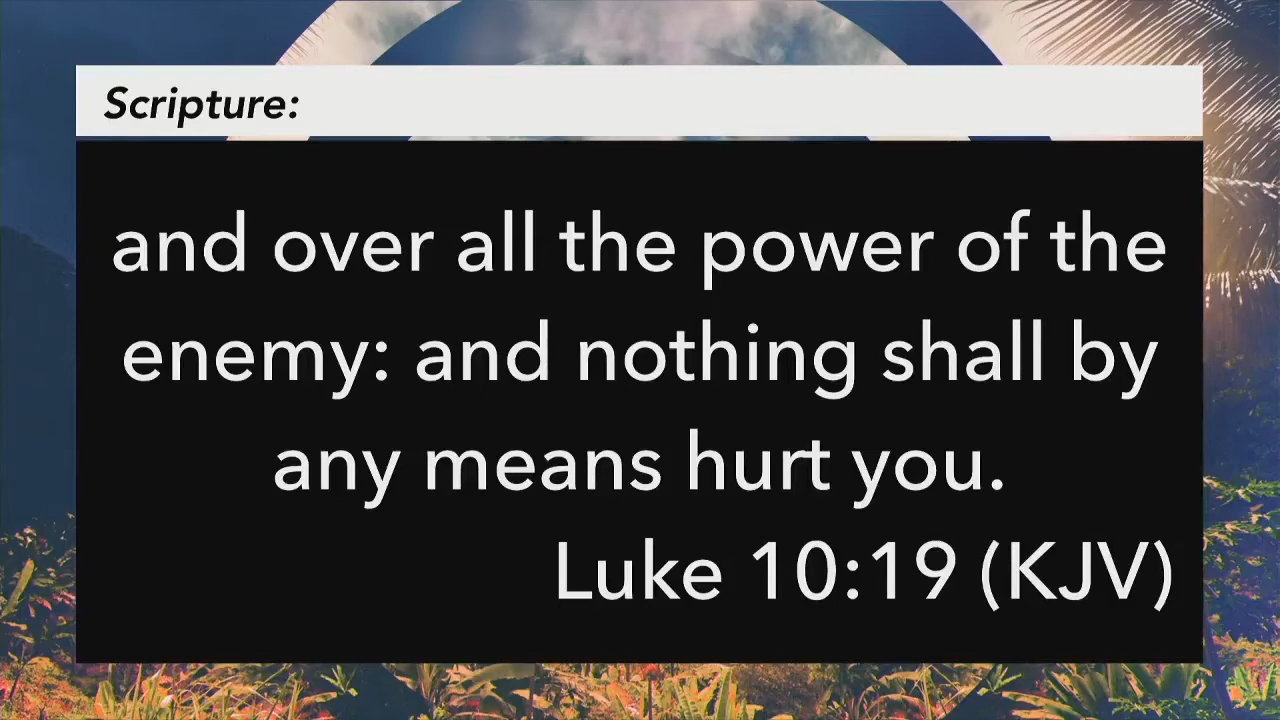 Scripture:
and over all the power of the
enemy: and nothing shall by
any means hurt you.
Luke 10:19 (KJV)